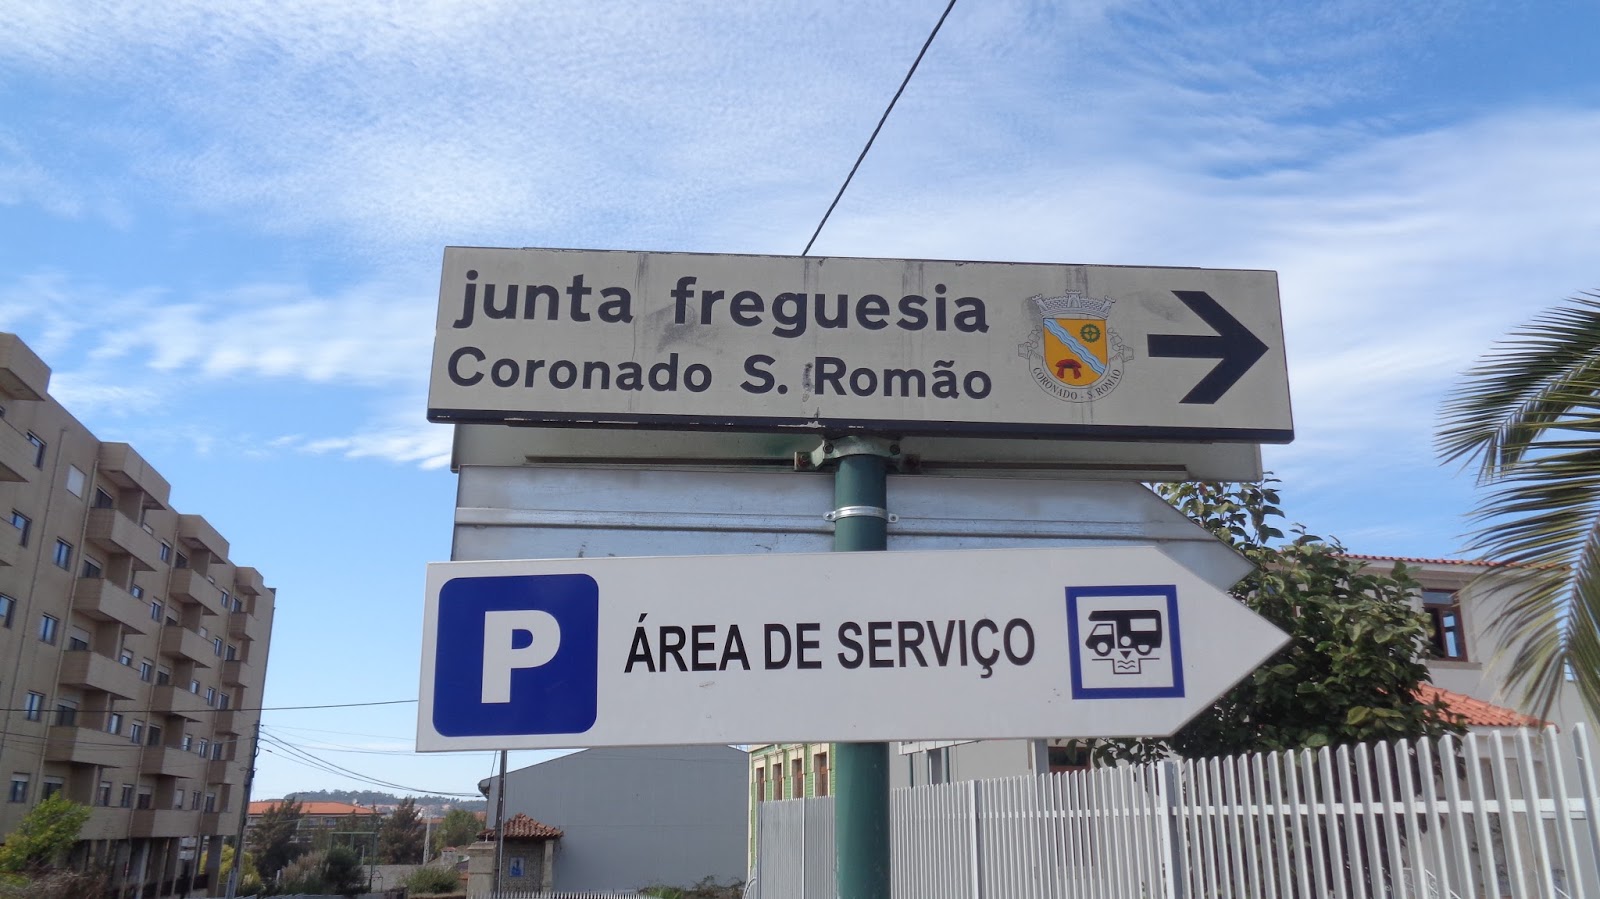 junta freguesia
Coronado S. Romão
CORONADO - S. ROMÃO
P ÁREA DE SERVIÇO